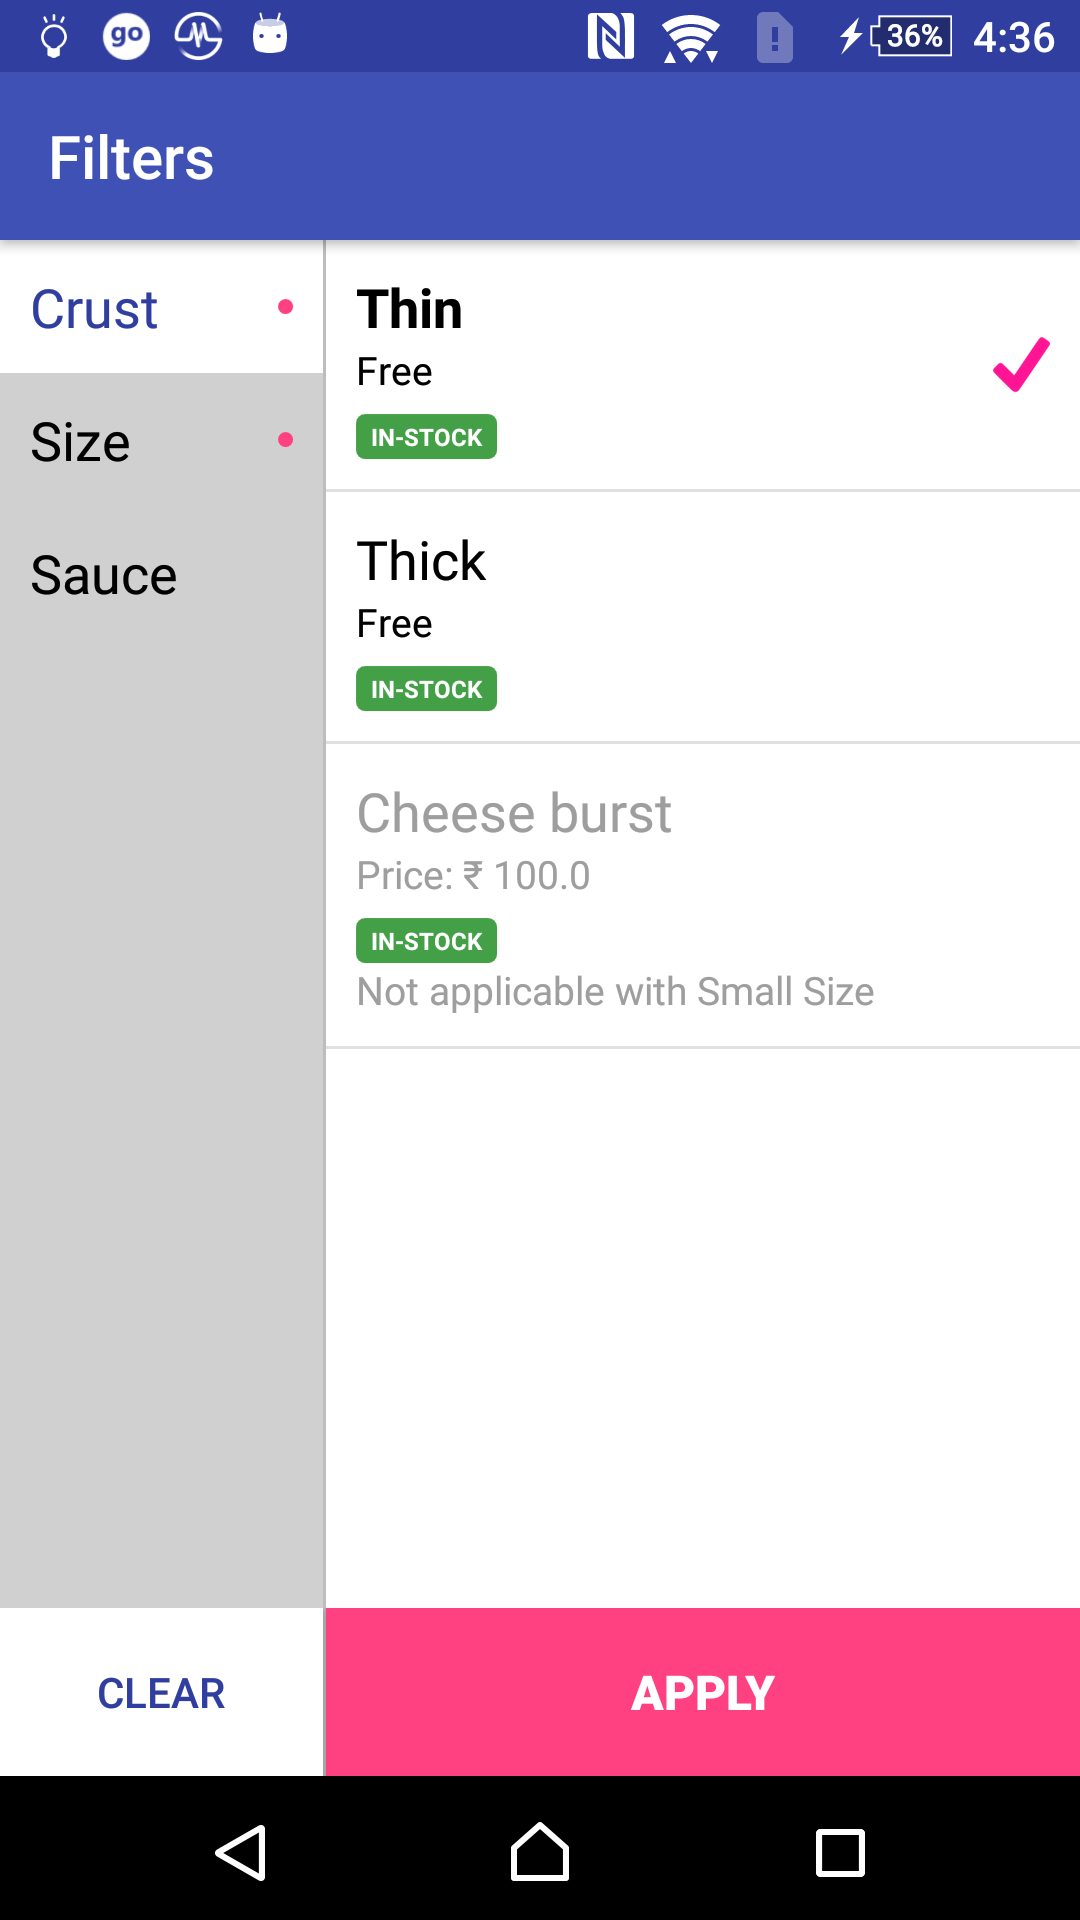 go 36% 4:36
Filters
Crust
Size
Sauce
Thin
Free
IN-STOCK
Thick
Free
IN-STOCK
Cheese burst
Price: ₹ 100.0
IN-STOCK
Not applicable with Small Size
CLEAR
APPLY